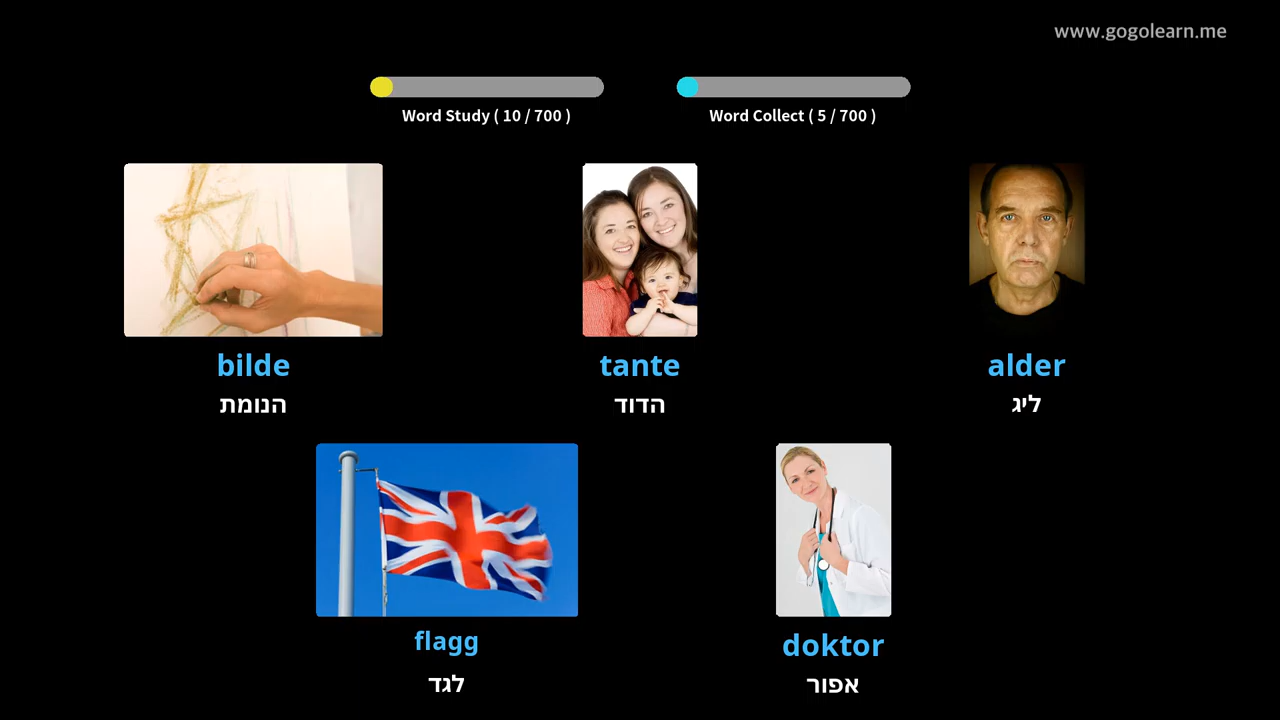 www.gogolearn.me
Word Study ( 10 / 700 )
Word Collect ( 5 / 700 )
bilde
הנומת
tante
הדוד
alder
ליג
flagg
לגד
doktor
אפור